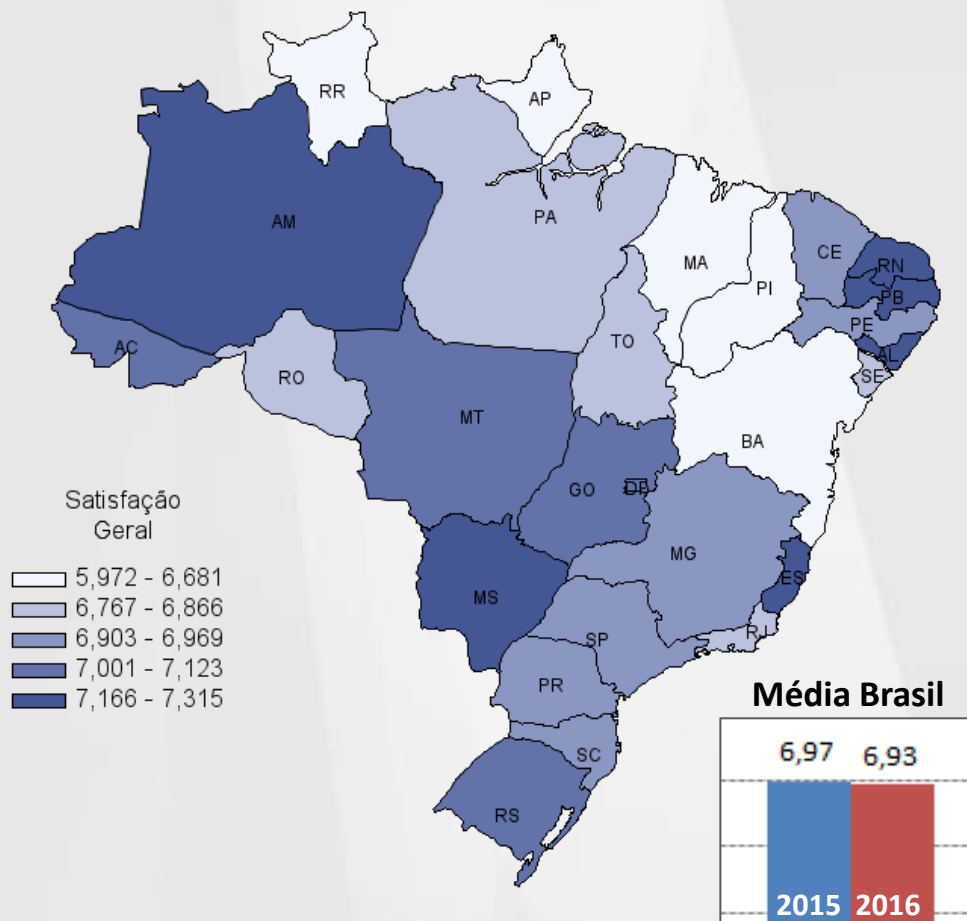 RR
AP
AM
PA
MA
CE
RN
PI
PB
PE
TO
AL
SE
AC
RO
MT
BA
GO
DF
MG
ES
MS
RJ
SP
PR
SC
RS
Satisfação
Geral
5,972 - 6,681
6,767 - 6,866
6,903 - 6,969
7,001 - 7,123
7,166 - 7,315
Média Brasil
6,97 6,93
2015 2016